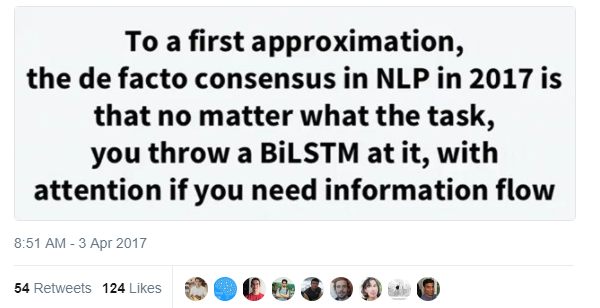 To a first approximation,
the de facto consensus in NLP in 2017 is
that no matter what the task,
you throw a BiLSTM at it, with
attention if you need information flow
8:51 AM - 3 Apr 2017
54 Retweets 124 Likes